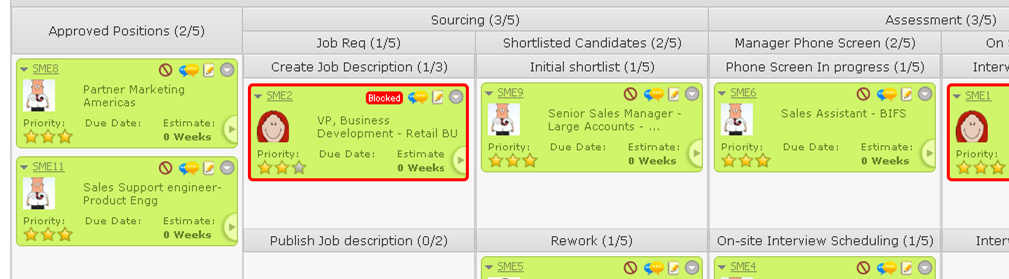 Sourcing (3/5)
Assessment (3/5)
Approved Positions (2/5)
Job Req (1/5)
Shortlisted Candidates (2/5)
Manager Phone Screen (2/5)
On
Create Job Description (1/3)
Initial shortlist (1/5)
Phone Screen In progress (1/5)
Interv
SME8
Partner Marketing
Americas
Priority:
Due Date:
Estimate:
0 Weeks
SME11
Sales Support engineer-
Product Engg
Priority:
Due Date:
Estimate:
0 Weeks
SME2
Blocked
VP, Business
Development - Retail BU
Priority:
Due Date:
Estimate
0 Weeks
SME9
Senior Sales Manager -
Large Accounts - ...
Priority:
Due Date:
Estimate:
0 Weeks
SME6
Sales Assistant - BIFS
Priority:
Due Date:
Estimate:
0 Weeks
SME1
Priority:
Publish Job description (0/2)
Rework (1/5)
On-site Interview Scheduling (1/5)
Interv
SME5
SME4